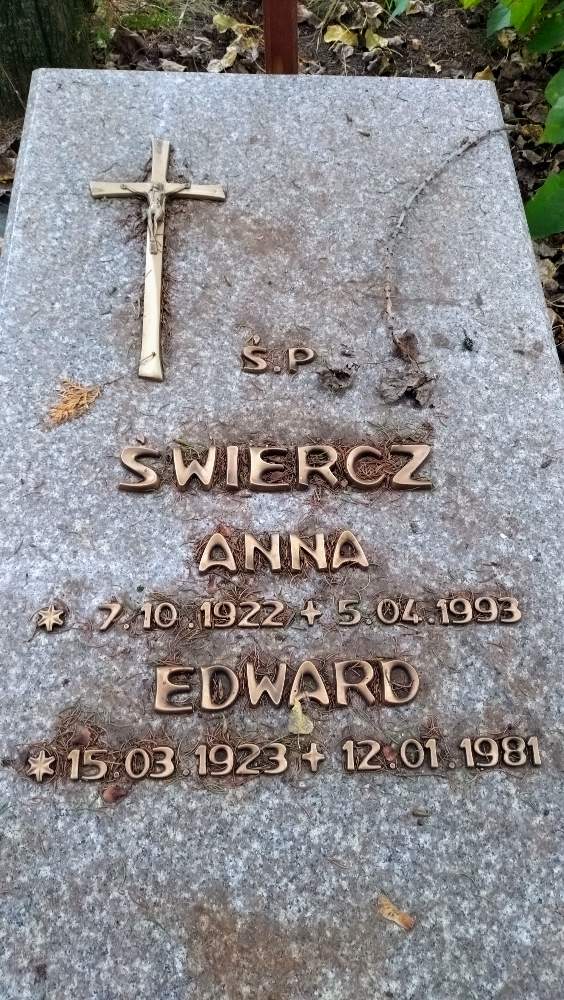 Ś.P
ŚWIERCZ
ANNA
* 7.10.1922 + 5.04.1993
EDWARD
* 15.03.1923 + 12.01.1981